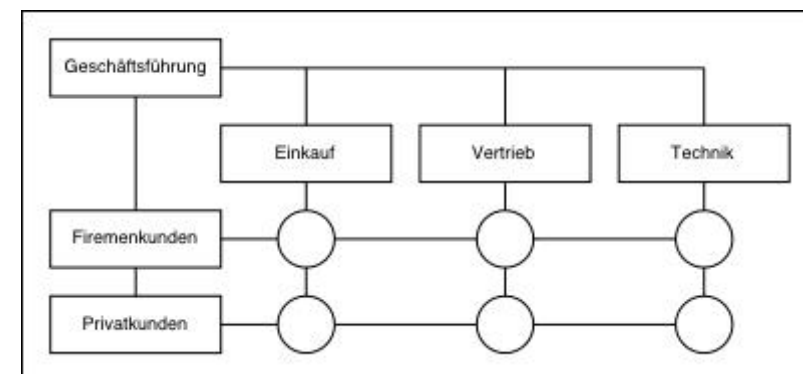 Geschäftsführung
Einkauf
Vertrieb
Technik
Firemenkunden
Privatkunden